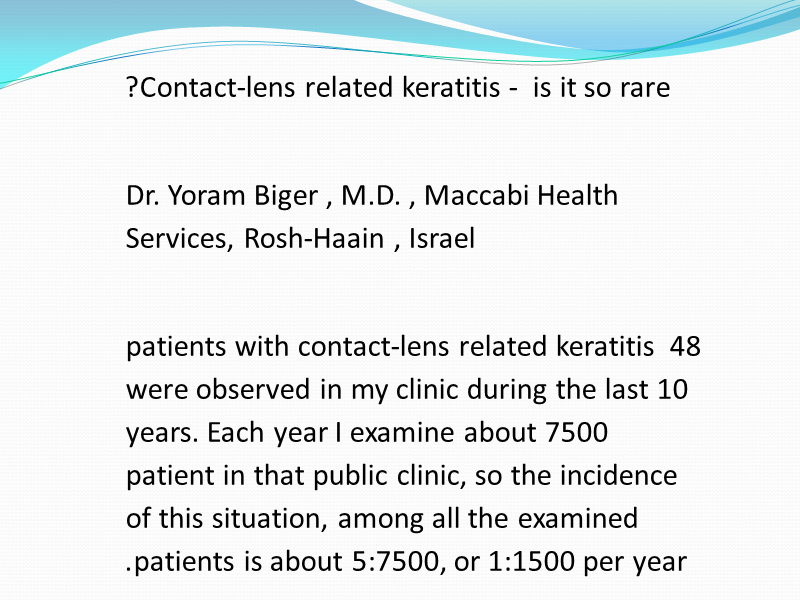 ?Contact-lens related keratitis -  is it so rare
Dr. Yoram Biger , M.D. , Maccabi Health
Services, Rosh-Haain , Israel
patients with contact-lens related keratitis  48
were observed in my clinic during the last 10
years. Each year I examine about 7500
patient in that public clinic, so the incidence
of this situation, among all the examined
.patients is about 5:7500, or 1:1500 per year